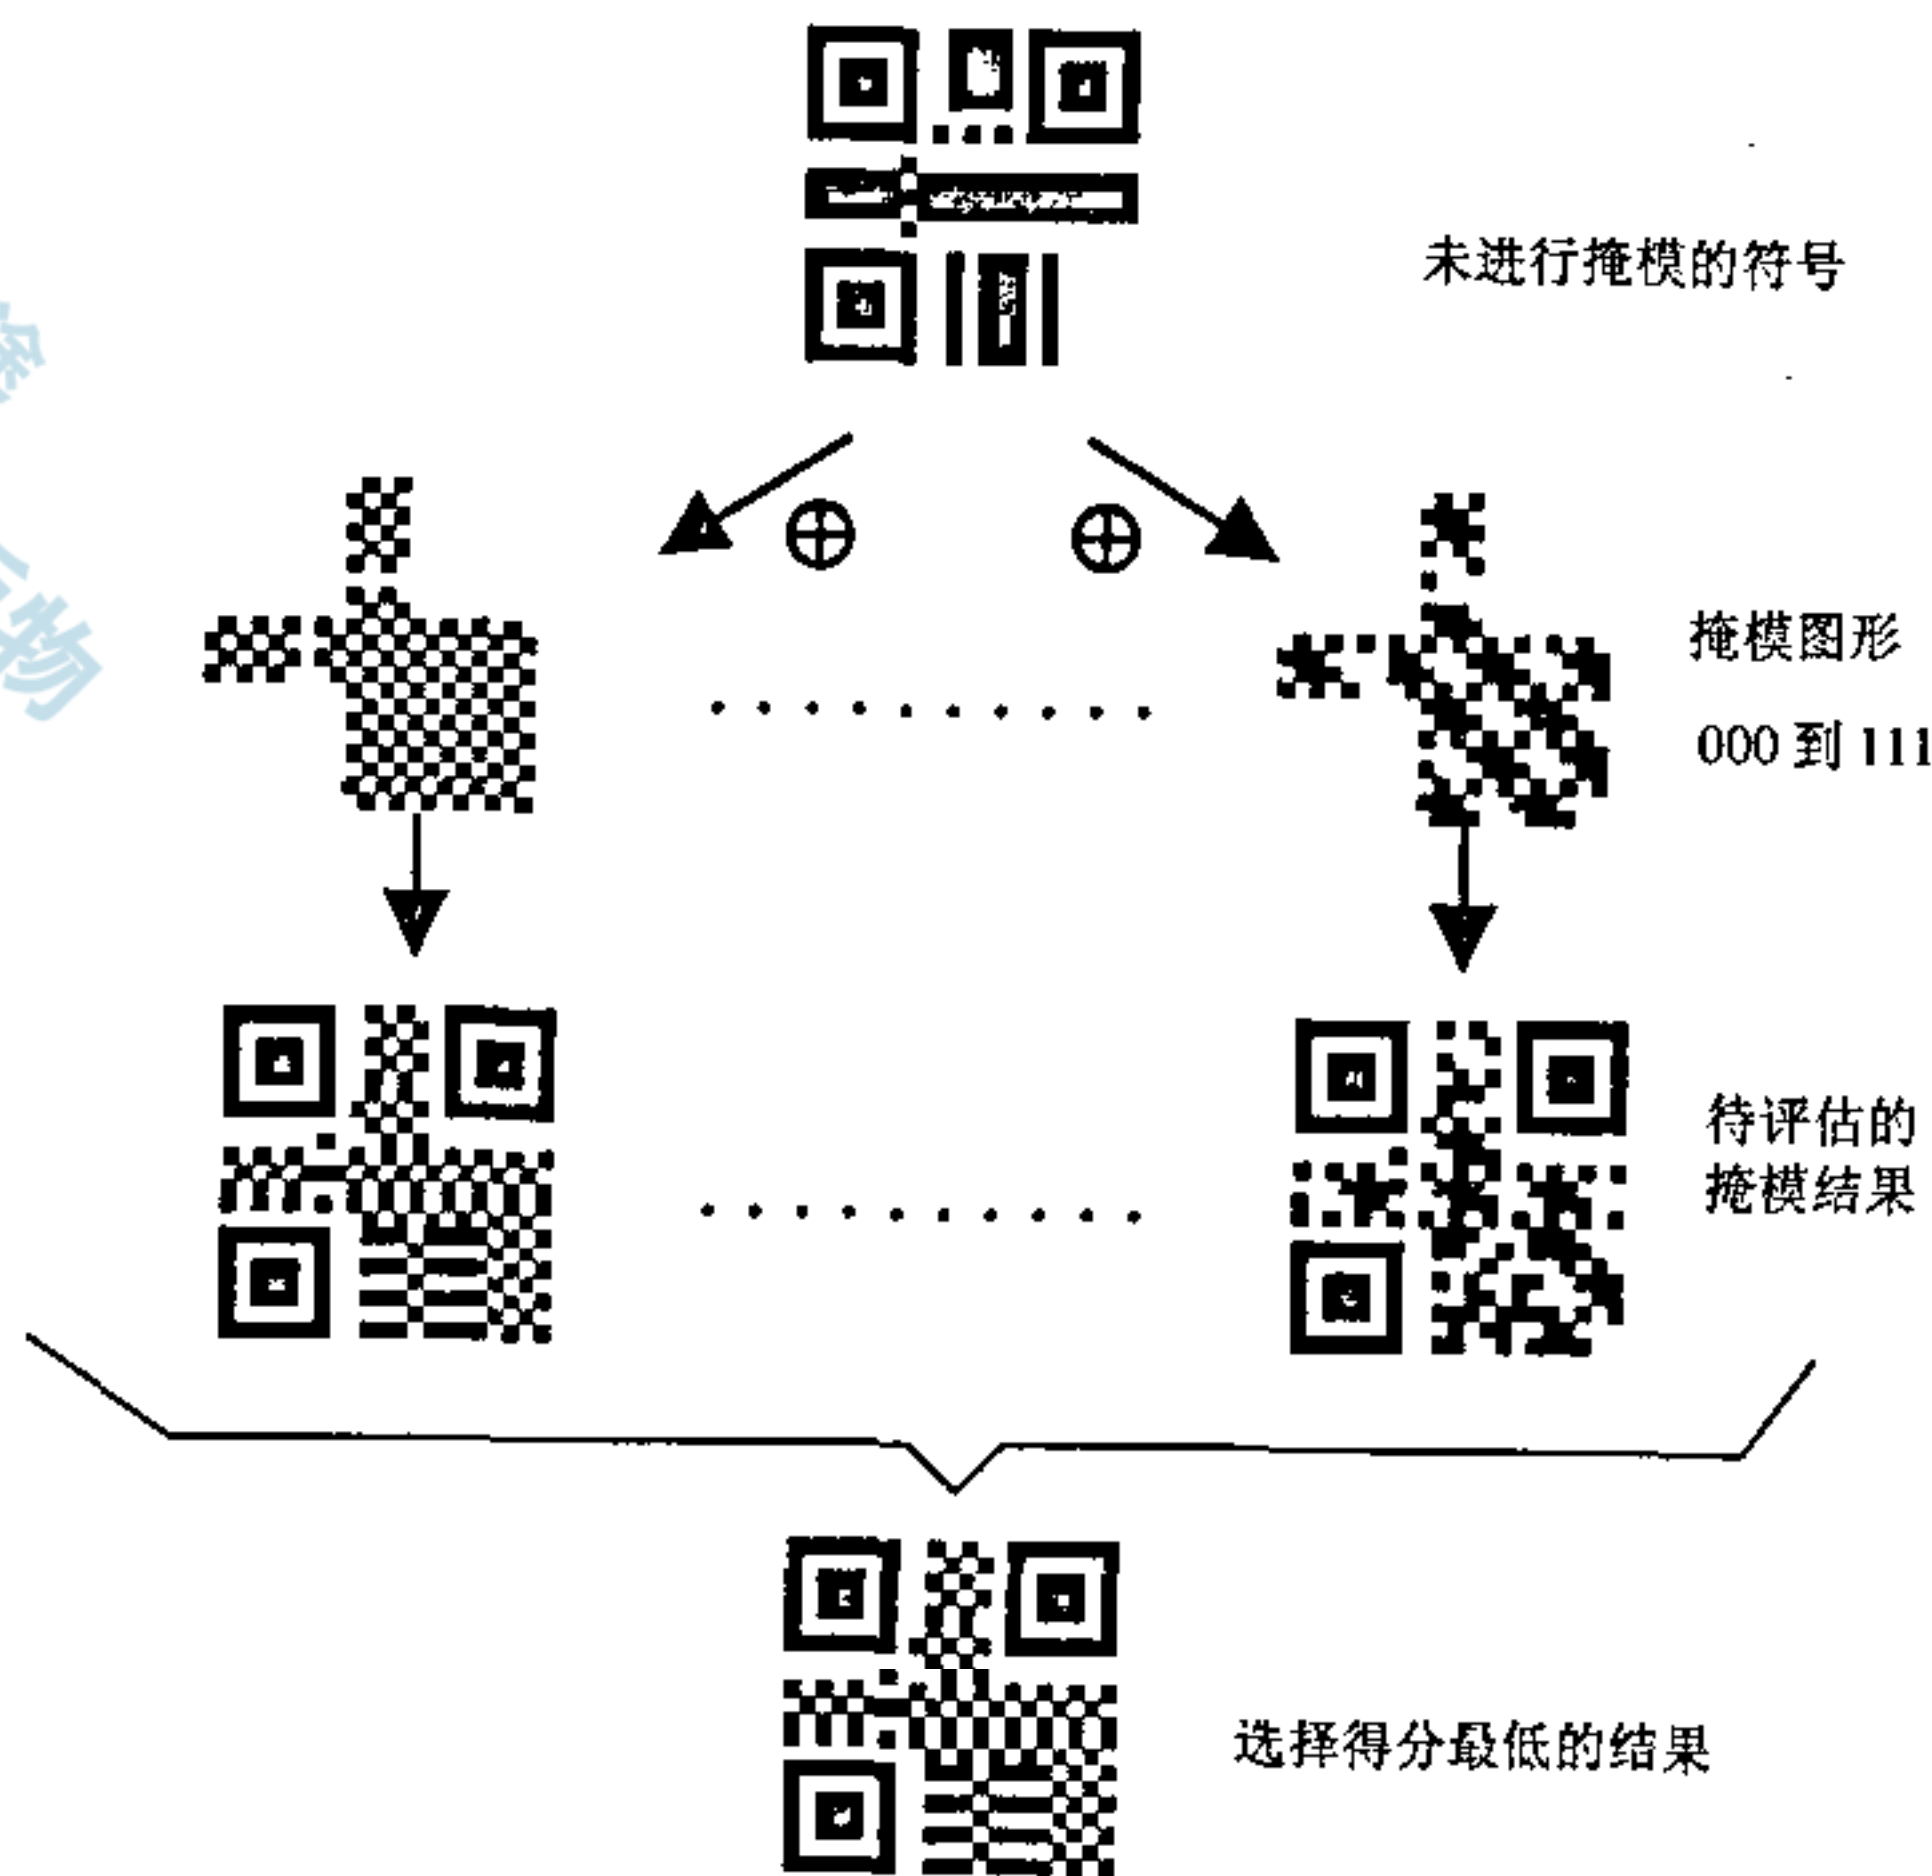 未进行掩模的符号
掩模图形
000 到 111
待评估的
掩模结果
选择得分最低的结果
物